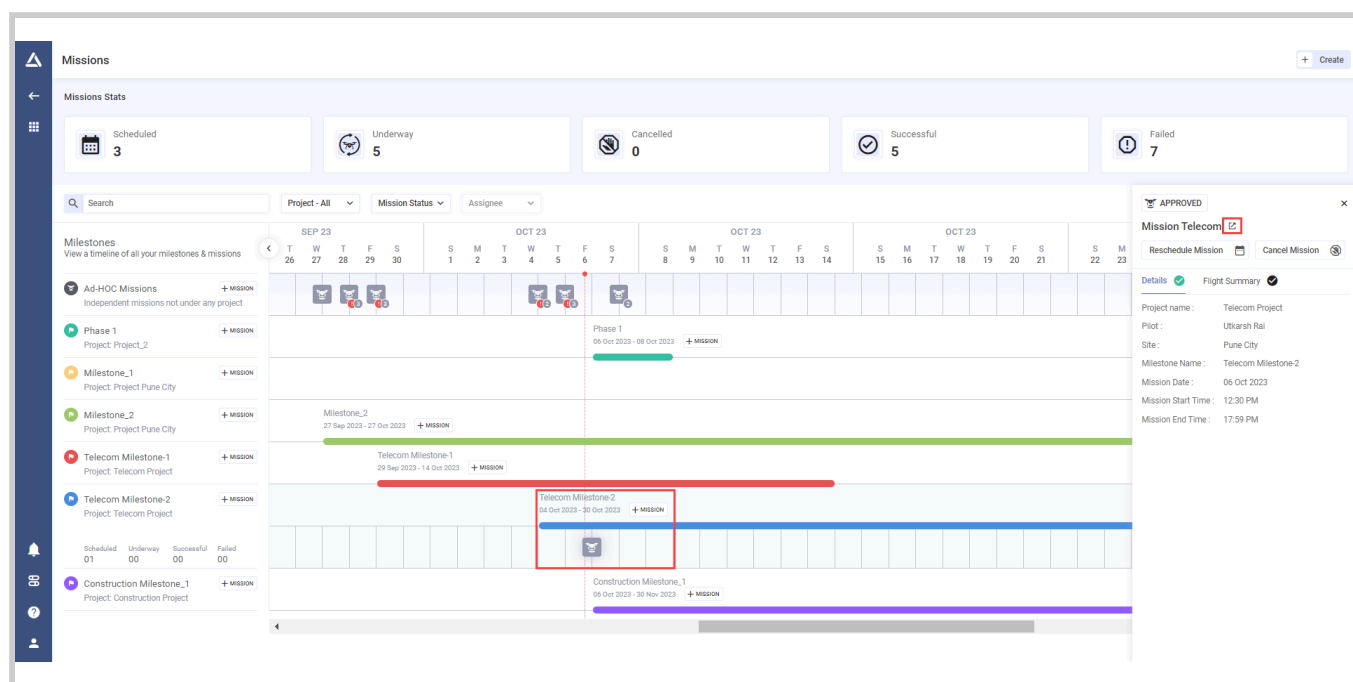 Missions
+ Create
Missions Stats
Scheduled
3
Underway
5
Cancelled
0
Successful
5
Failed
7
Search
Project - All
Mission Status
Assignee
Milestones
View a timeline of all your milestones & missions
SEP 23
OCT 23
OCT 23
OCT 23
T W T F S S M T W T F S S M T W T F S S M T W T F S S M
26 27 28 29 30 1 2 3 4 5 6 7 8 9 10 11 12 13 14 15 16 17 18 19 20 21 22 23
Ad-HOC Missions
+ MISSION
Independent missions not under any project
Phase 1
+ MISSION
Project: Project_2
Phase 1
06 Oct 2023 - 08 Oct 2023 + MISSION
Milestone_1
+ MISSION
Project: Project Pune City
Milestone_2
+ MISSION
Project: Project Pune City
Milestone_2
27 Sep 2023 - 27 Oct 2023 + MISSION
Telecom Milestone-1
+ MISSION
Project: Telecom Project
Telecom Milestone-1
29 Sep 2023 - 14 Oct 2023 + MISSION
Telecom Milestone-2
+ MISSION
Project: Telecom Project
Telecom Milestone-2
04 Oct 2023 - 30 Oct 2023 + MISSION
Scheduled Underway Successful Failed
01 00 00 00
Construction Milestone_1
+ MISSION
Project: Construction Project
Construction Milestone_1
06 Oct 2023 - 30 Nov 2023 + MISSION
APPROVED
Mission Telecom
Reschedule Mission
Cancel Mission
Details
Flight Summary
Project name : Telecom Project
Pilot : Utkarsh Rai
Site : Pune City
Milestone Name : Telecom Milestone-2
Mission Date : 06 Oct 2023
Mission Start Time : 12:30 PM
Mission End Time : 17:59 PM